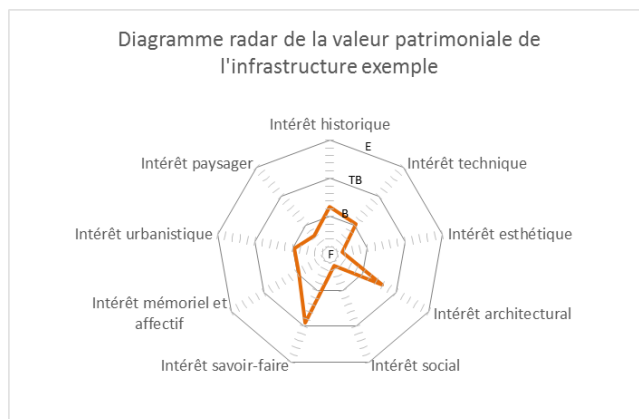 Diagramme radar de la valeur patrimoniale de
l'infrastructure exemple
Intérêt historique
E
Intérêt paysager
Intérêt technique
TB
B
Intérêt urbanistique
Intérêt esthétique
F
Intérêt mémoriel et
affectif
Intérêt architectural
Intérêt savoir-faire
Intérêt social